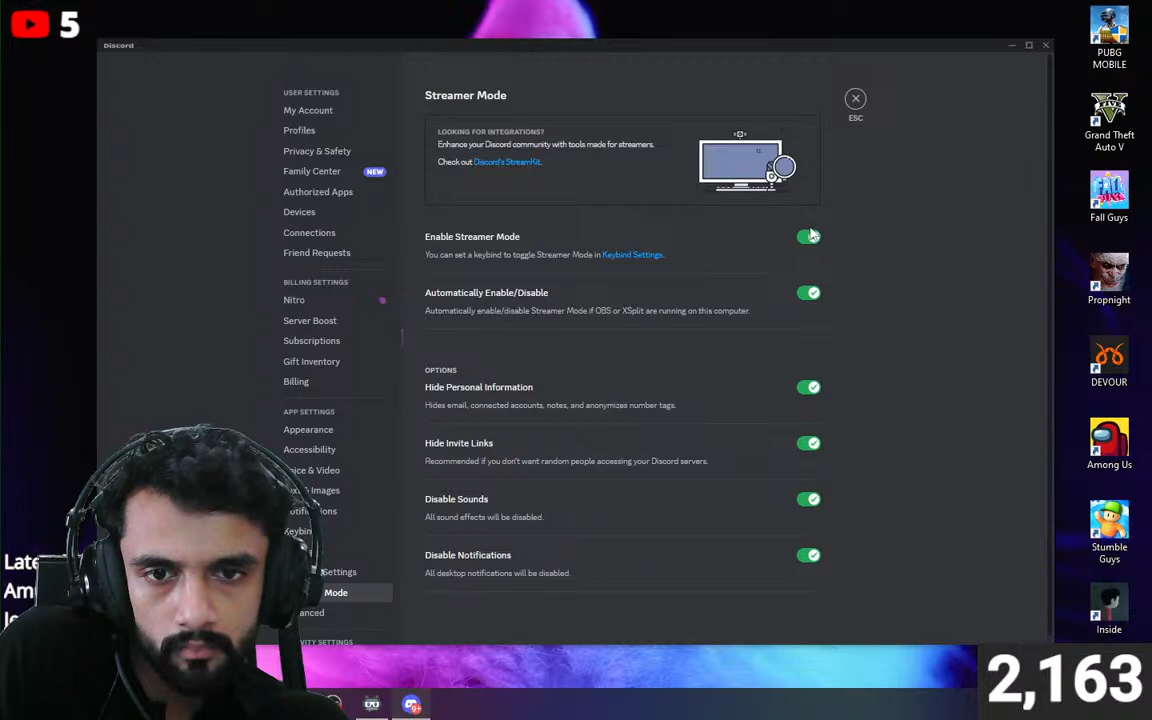 5
Discord
USER SETTINGS
My Account
Profiles
Privacy & Safety
Family Center
NEW
Authorized Apps
Devices
Connections
Friend Requests
BILLING SETTINGS
Nitro
Server Boost
Subscriptions
Gift Inventory
Billing
APP SETTINGS
Appearance
Accessibility
ice & Video
& Images
Settings
Mode
Streamer Mode
LOOKING FOR INTEGRATIONS?
Enhance your Discord community with tools made for streamers.
Check out Discord's StreamKit.
ESC
Enable Streamer Mode
You can set a keybind to toggle Streamer Mode in Keybind Settings.
Automatically Enable/Disable
Automatically enable/disable Streamer Mode if OBS or XSplit are running on this computer.
OPTIONS
Hide Personal Information
Hides email, connected accounts, notes, and anonymizes number tags.
Hide Invite Links
Recommended if you don't want random people accessing your Discord servers.
Disable Sounds
All sound effects will be disabled.
Disable Notifications
All desktop notifications will be disabled.
PUBG
MOBILE
Grand Theft
Auto V
Fall Guys
Propnight
DEVOUR
Among Us
Stumble
Guys
Inside
2,163